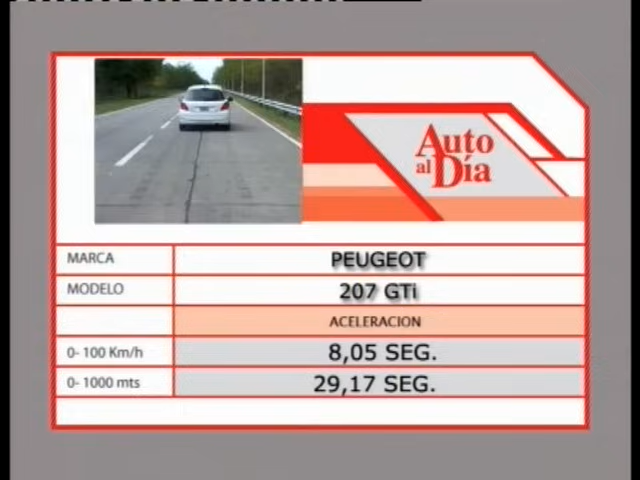 Auto
al Día
MARCA PEUGEOT
MODELO 207 GTi
ACELERACION
0- 100 Km/h 8,05 SEG.
0- 1000 mts 29,17 SEG.